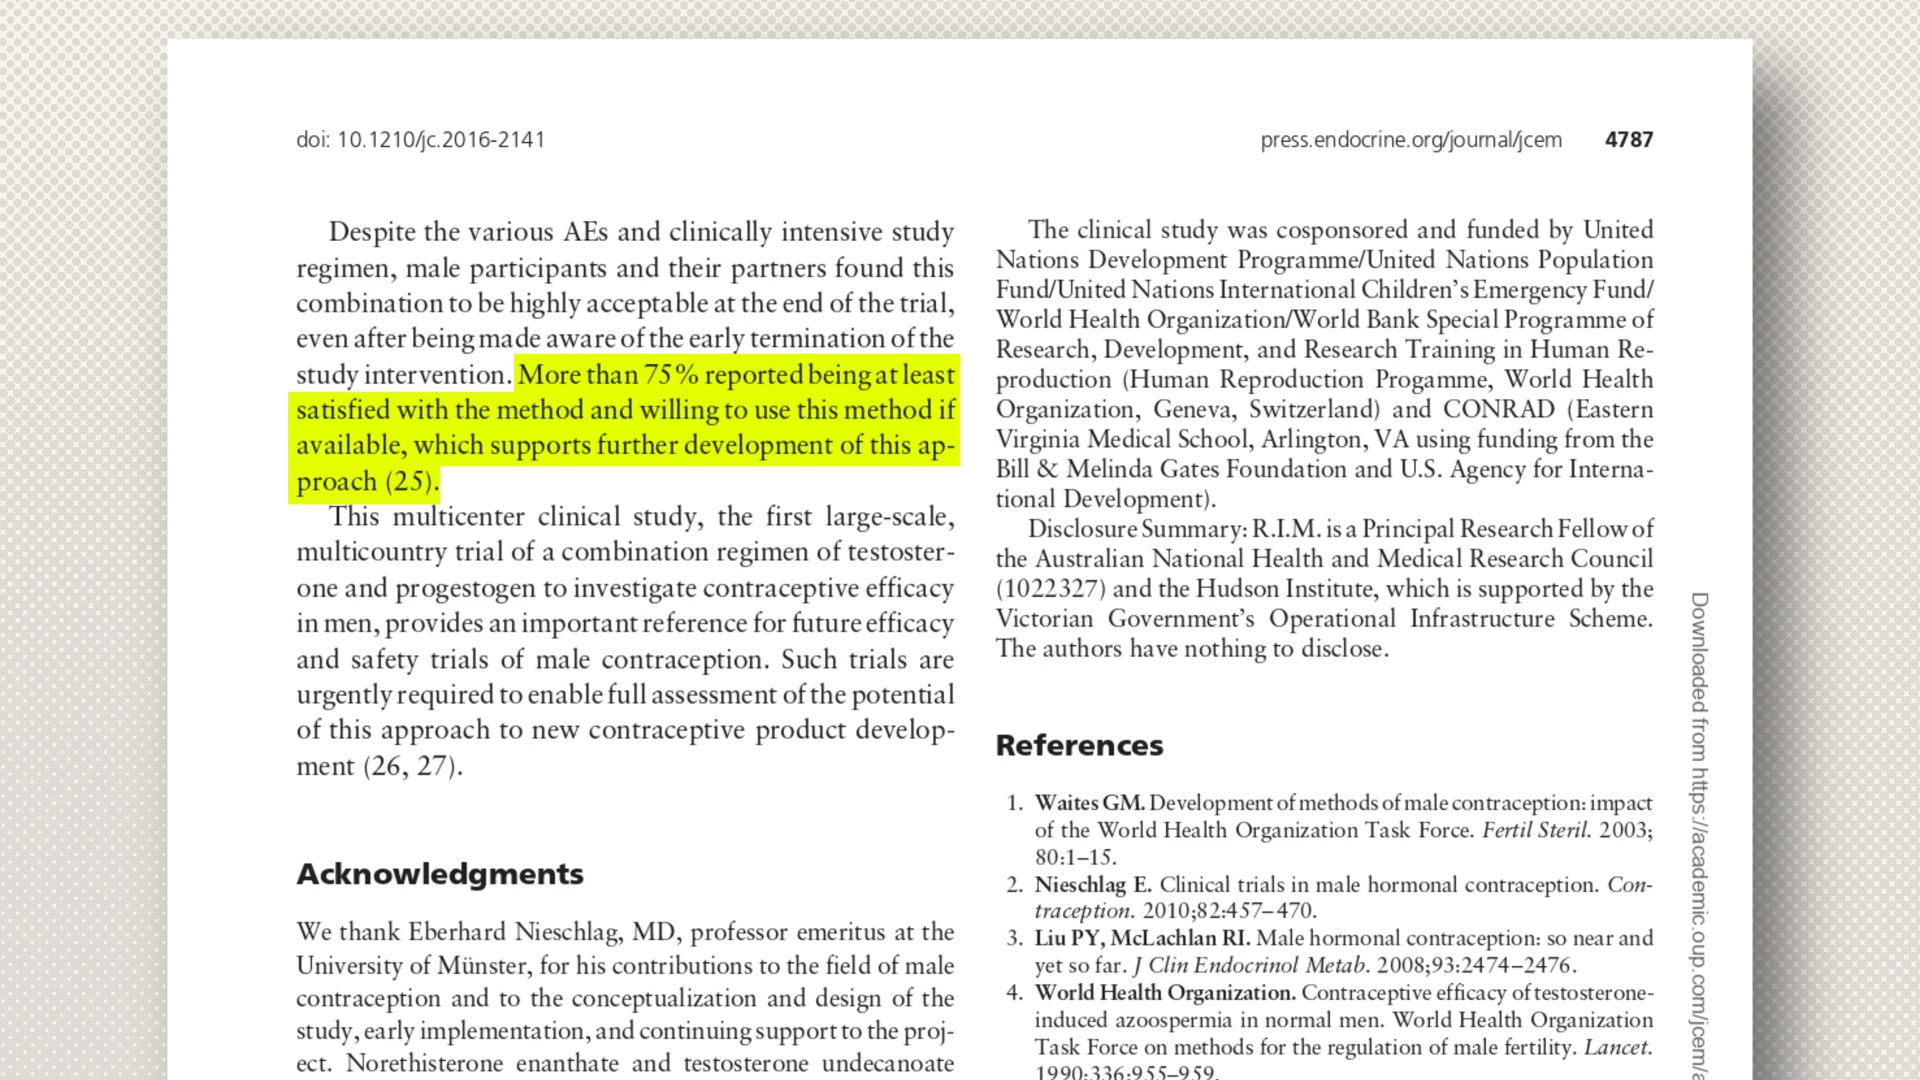 doi: 10.1210/jc.2016-2141
press.endocrine.org/journal/jcem 4787
Despite the various AEs and clinically intensive study
regimen, male participants and their partners found this
combination to be highly acceptable at the end of the trial,
even after being made aware of the early termination of the
study intervention. More than 75% reported being at least
satisfied with the method and willing to use this method if
available, which supports further development of this ap-
proach (25).
This multicenter clinical study, the first large-scale,
multicountry trial of a combination regimen of testoster-
one and progestogen to investigate contraceptive efficacy
in men, provides an important reference for future efficacy
and safety trials of male contraception. Such trials are
urgently required to enable full assessment of the potential
of this approach to new contraceptive product develop-
ment (26, 27).
Acknowledgments
We thank Eberhard Nieschlag, MD, professor emeritus at the
University of Münster, for his contributions to the field of male
contraception and to the conceptualization and design of the
study, early implementation, and continuing support to the proj-
ect. Norethisterone enanthate and testosterone undecanoate
The clinical study was cosponsored and funded by United
Nations Development Programme/United Nations Population
Fund/United Nations International Children's Emergency Fund/
World Health Organization/World Bank Special Programme of
Research, Development, and Research Training in Human Re-
production (Human Reproduction Progamme, World Health
Organization, Geneva, Switzerland) and CONRAD (Eastern
Virginia Medical School, Arlington, VA using funding from the
Bill & Melinda Gates Foundation and U.S. Agency for Interna-
tional Development).
Disclosure Summary: R.I.M. is a Principal Research Fellow of
the Australian National Health and Medical Research Council
(1022327) and the Hudson Institute, which is supported by the
Victorian Government's Operational Infrastructure Scheme.
The authors have nothing to disclose.
References
1. Waites GM. Development of methods of male contraception: impact
of the World Health Organization Task Force. Fertil Steril. 2003;
80:1–15.
2. Nieschlag E. Clinical trials in male hormonal contraception. Con-
traception. 2010;82:457–470.
3. Liu PY, McLachlan RI. Male hormonal contraception: so near and
yet so far. J Clin Endocrinol Metab. 2008;93:2474–2476.
4. World Health Organization. Contraceptive efficacy of testosterone-
induced azoospermia in normal men. World Health Organization
Task Force on methods for the regulation of male fertility. Lancet.
1990;336:955–959.
Downloaded from https://academic.oup.com/jcem/a